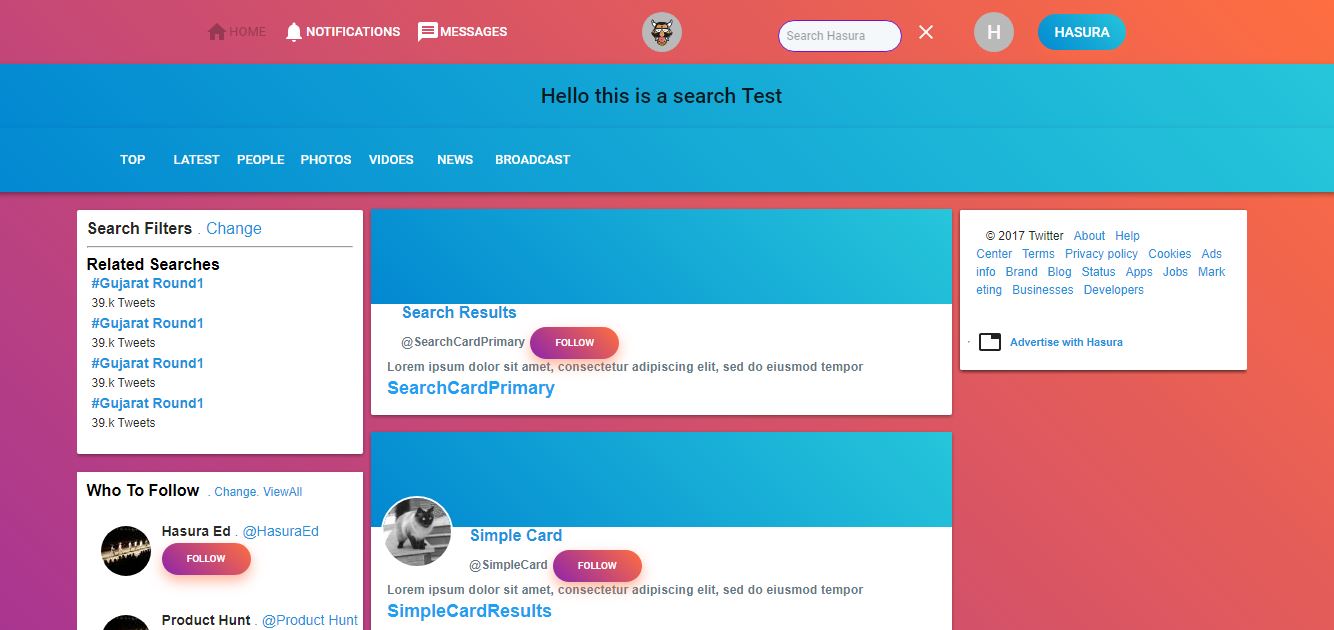 HOME NOTIFICATIONS MESSAGES Search Hasura H HASURA
Hello this is a search Test
TOP LATEST PEOPLE PHOTOS VIDOES NEWS BROADCAST
Search Filters . Change
Related Searches
#Gujarat Round1
39.k Tweets
#Gujarat Round1
39.k Tweets
#Gujarat Round1
39.k Tweets
#Gujarat Round1
39.k Tweets
Who To Follow . Change. ViewAll
Hasura Ed . @HasuraEd
FOLLOW
Product Hunt . @Product Hunt
Search Results
@SearchCardPrimary FOLLOW
Lorem ipsum dolor sit amet, consectetur adipiscing elit, sed do eiusmod tempor
SearchCardPrimary
Simple Card
@SimpleCard FOLLOW
Lorem ipsum dolor sit amet, consectetur adipiscing elit, sed do eiusmod tempor
SimpleCardResults
© 2017 Twitter About Help
Center Terms Privacy policy Cookies Ads
info Brand Blog Status Apps Jobs Mark
eting Businesses Developers
· Advertise with Hasura